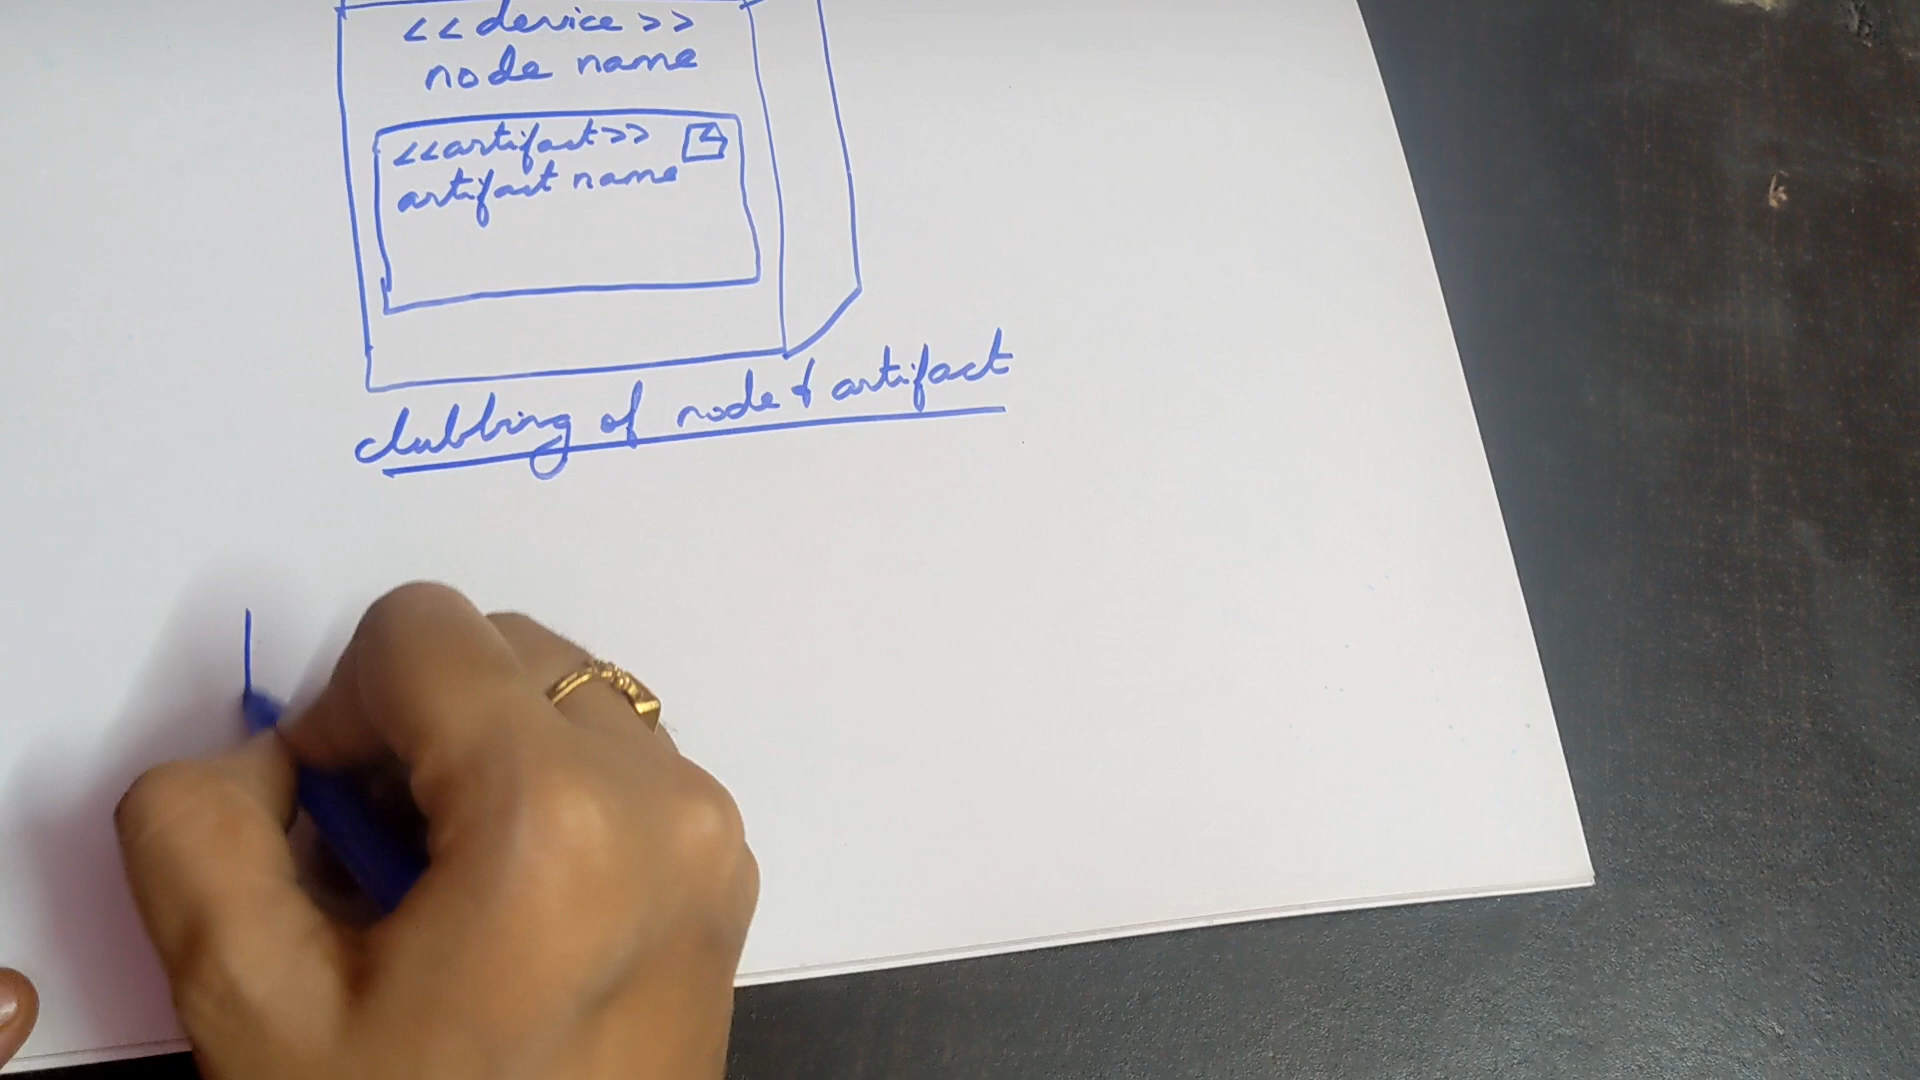 <<device>>
node name
<<artifact>>
artifact name
clubbing of node & artifact